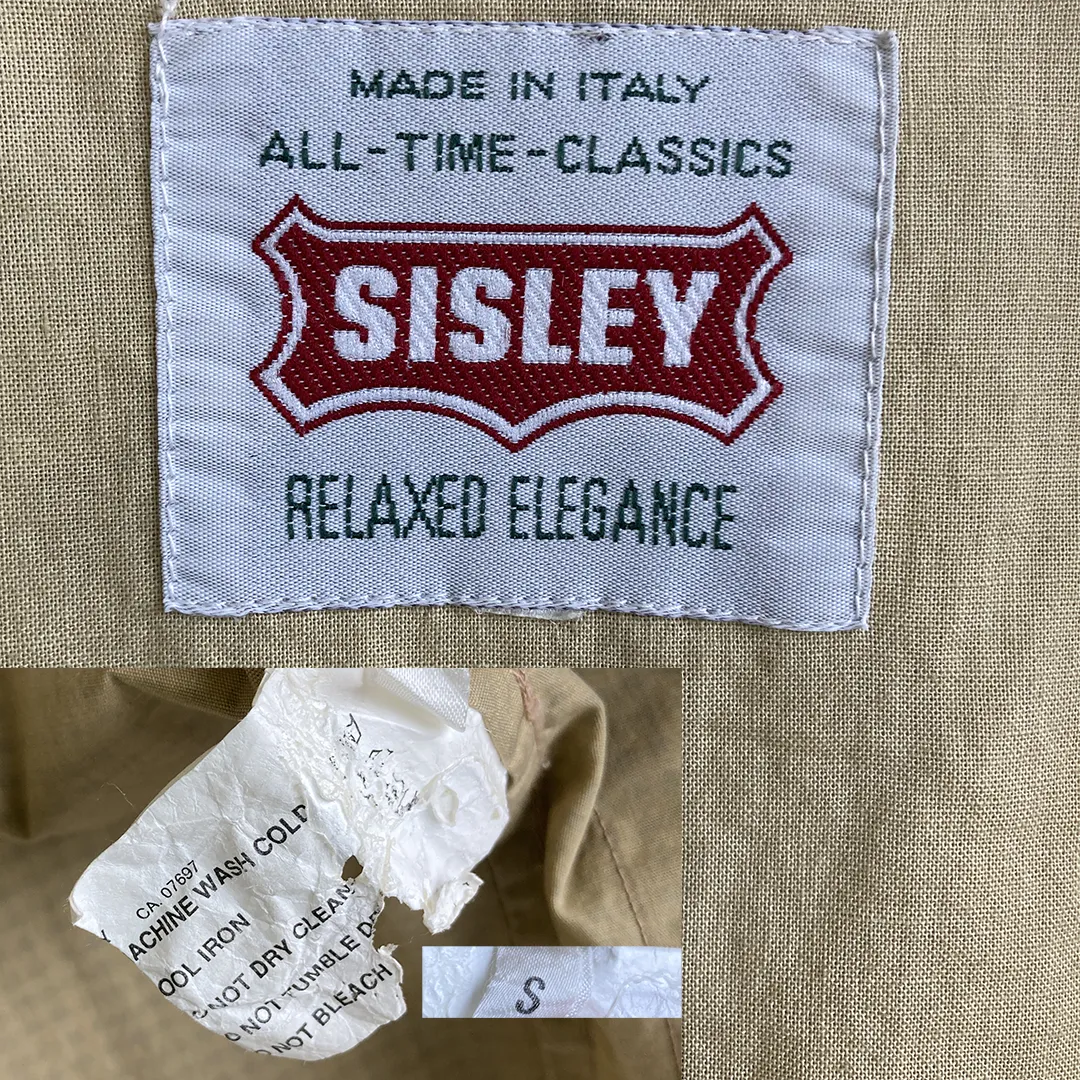 MADE IN ITALY
ALL-TIME-CLASSICS
SISLEY
RELAXED ELEGANCE
CA. 07697
ACHINE WASH COLD
OOL IRON
NOT DRY CLEAN
O NOT TUMBLE D
O NOT BLEACH
S